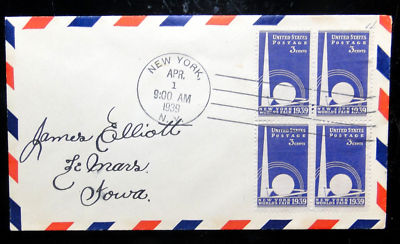 NEW YORK,
APR.
1
9:00 AM
1939
N.Y.
UNITED STATES
POSTAGE
3 CENTS
NEW YORK 1939
WORLD'S FAIR
UNITED STATES
POSTAGE
3 CENTS
NEW YORK 1939
WORLD'S FAIR
UNITED STATES
POSTAGE
3 CENTS
NEW YORK 1939
WORLD'S FAIR
UNITED STATES
POSTAGE
3 CENTS
NEW YORK 1939
WORLD'S FAIR
James Elliott
Le Mars.
Iowa.